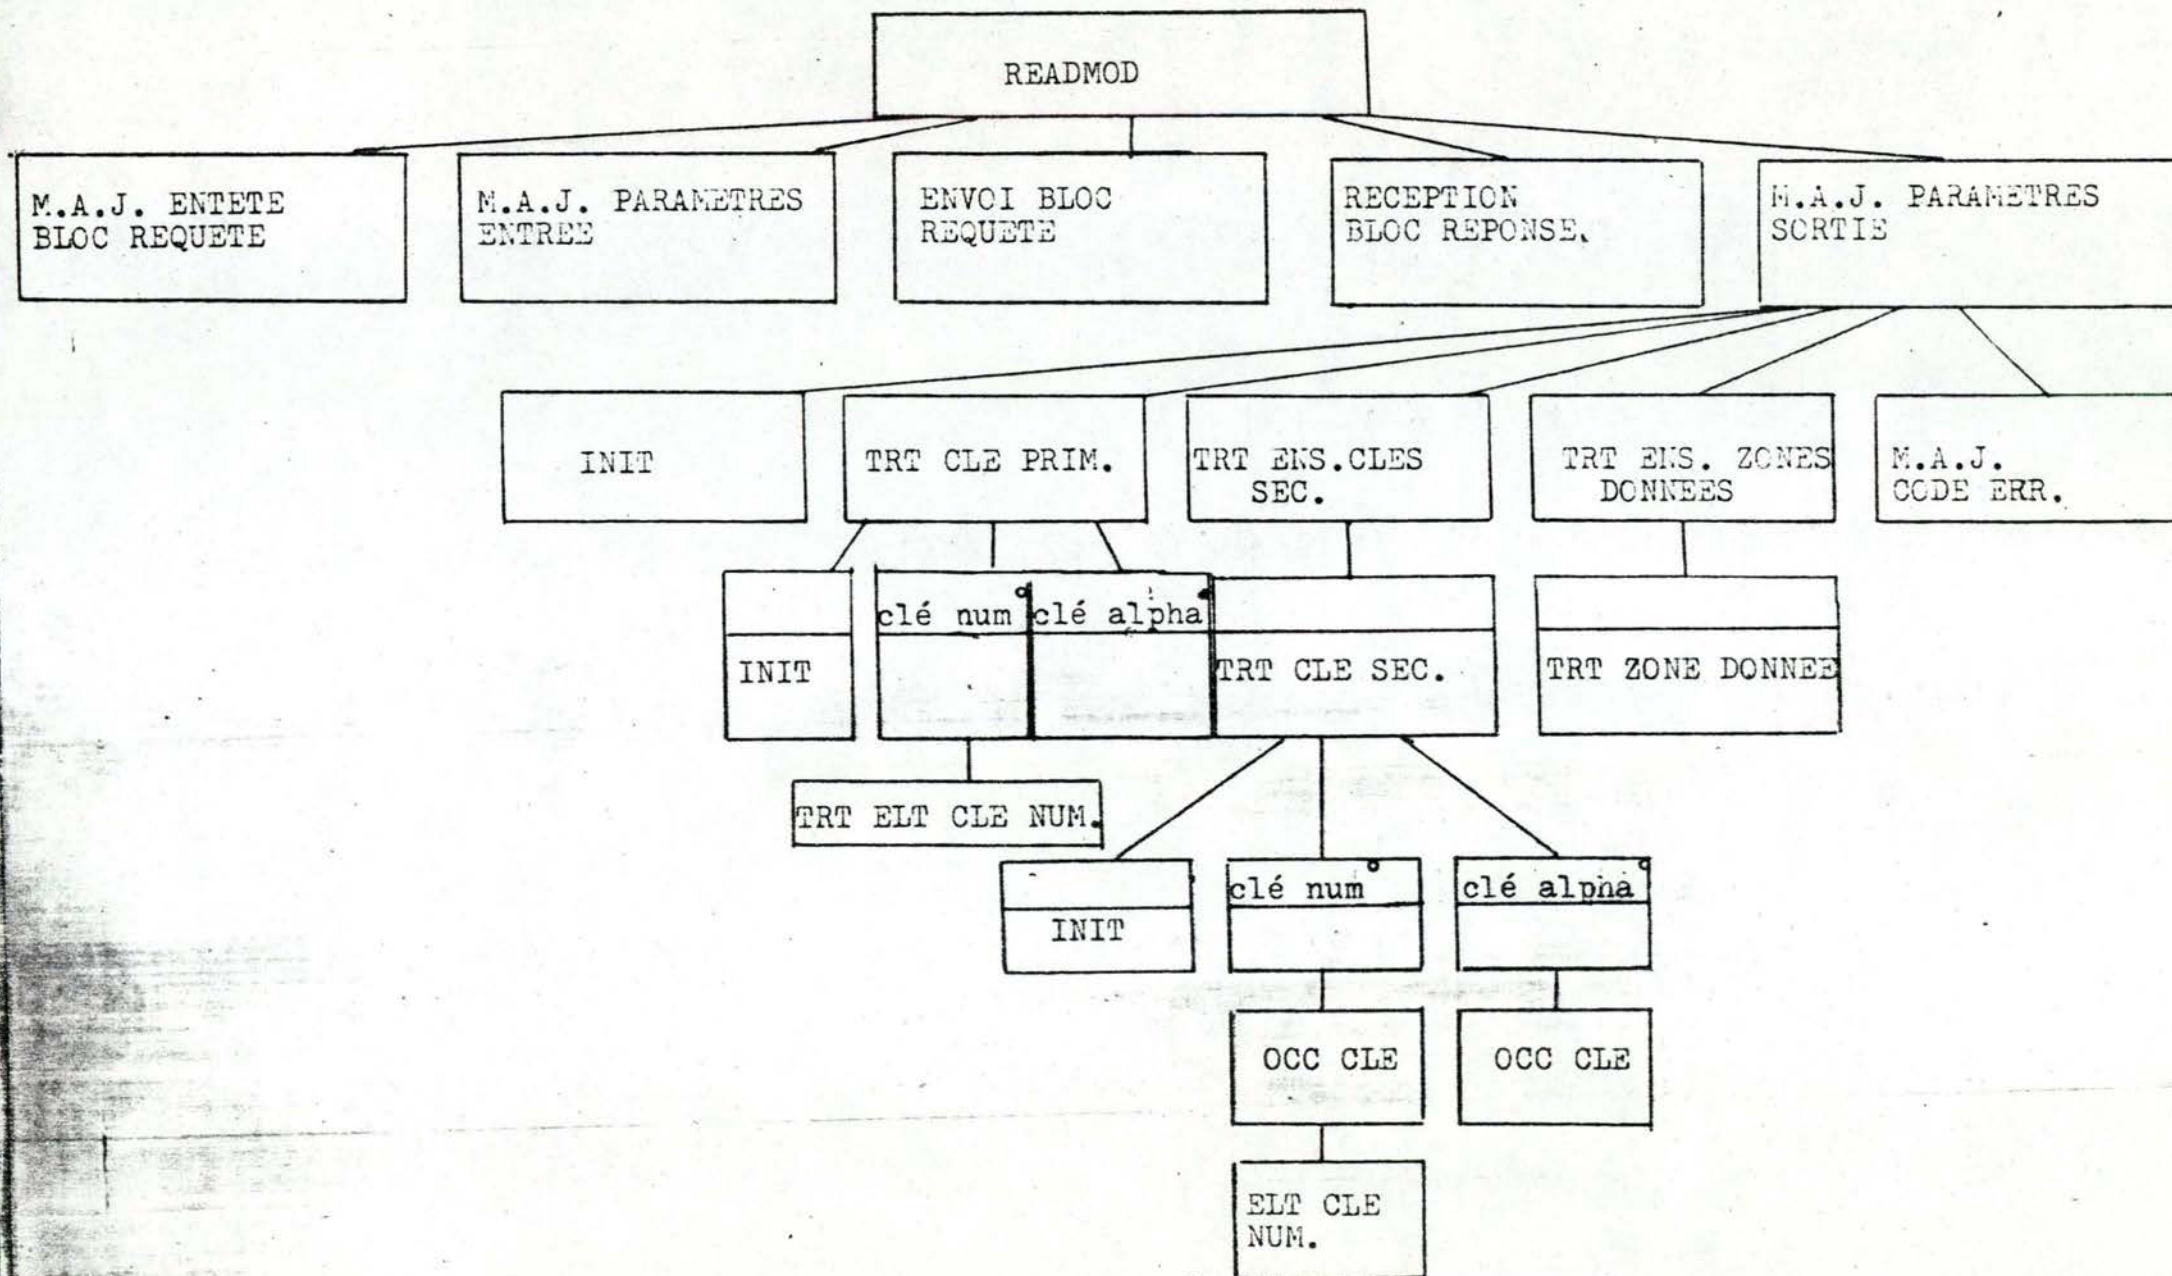 READMOD
M.A.J. ENTETE
BLOC REQUETE
M.A.J. PARAMETRES
ENTREE
ENVOI BLOC
REQUETE
RECEPTION
BLOC REPONSE.
M.A.J. PARAMETRES
SORTIE
INIT
TRT CLE PRIM.
TRT ENS.CLES
SEC.
TRT ENS. ZONES
DONNEES
M.A.J.
CODE ERR.
INIT
clé num
clé alpha
TRT CLE SEC.
TRT ZONE DONNEE
TRT ELT CLE NUM.
INIT
clé num
clé alpha
OCC CLE
OCC CLE
ELT CLE
NUM.